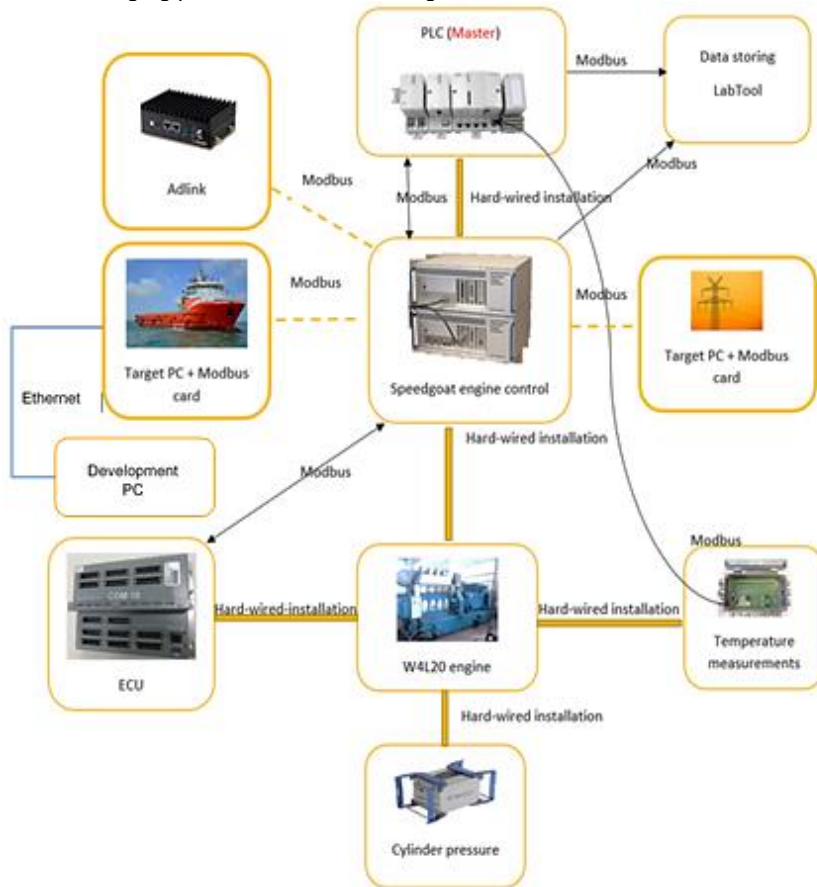 PLC (Master)
Modbus
Data storing
LabTool
Adlink
Modbus
Modbus
Hard-wired installation
Modbus
Modbus
Modbus
Target PC + Modbus
card
Speedgoat engine control
Target PC + Modbus
card
Ethernet
Development
PC
Hard-wired installation
Modbus
Modbus
COM 10
Hard-wired-installation
Hard-wired installation
ECU
W4L20 engine
Temperature
measurements
Hard-wired installation
Cylinder pressure